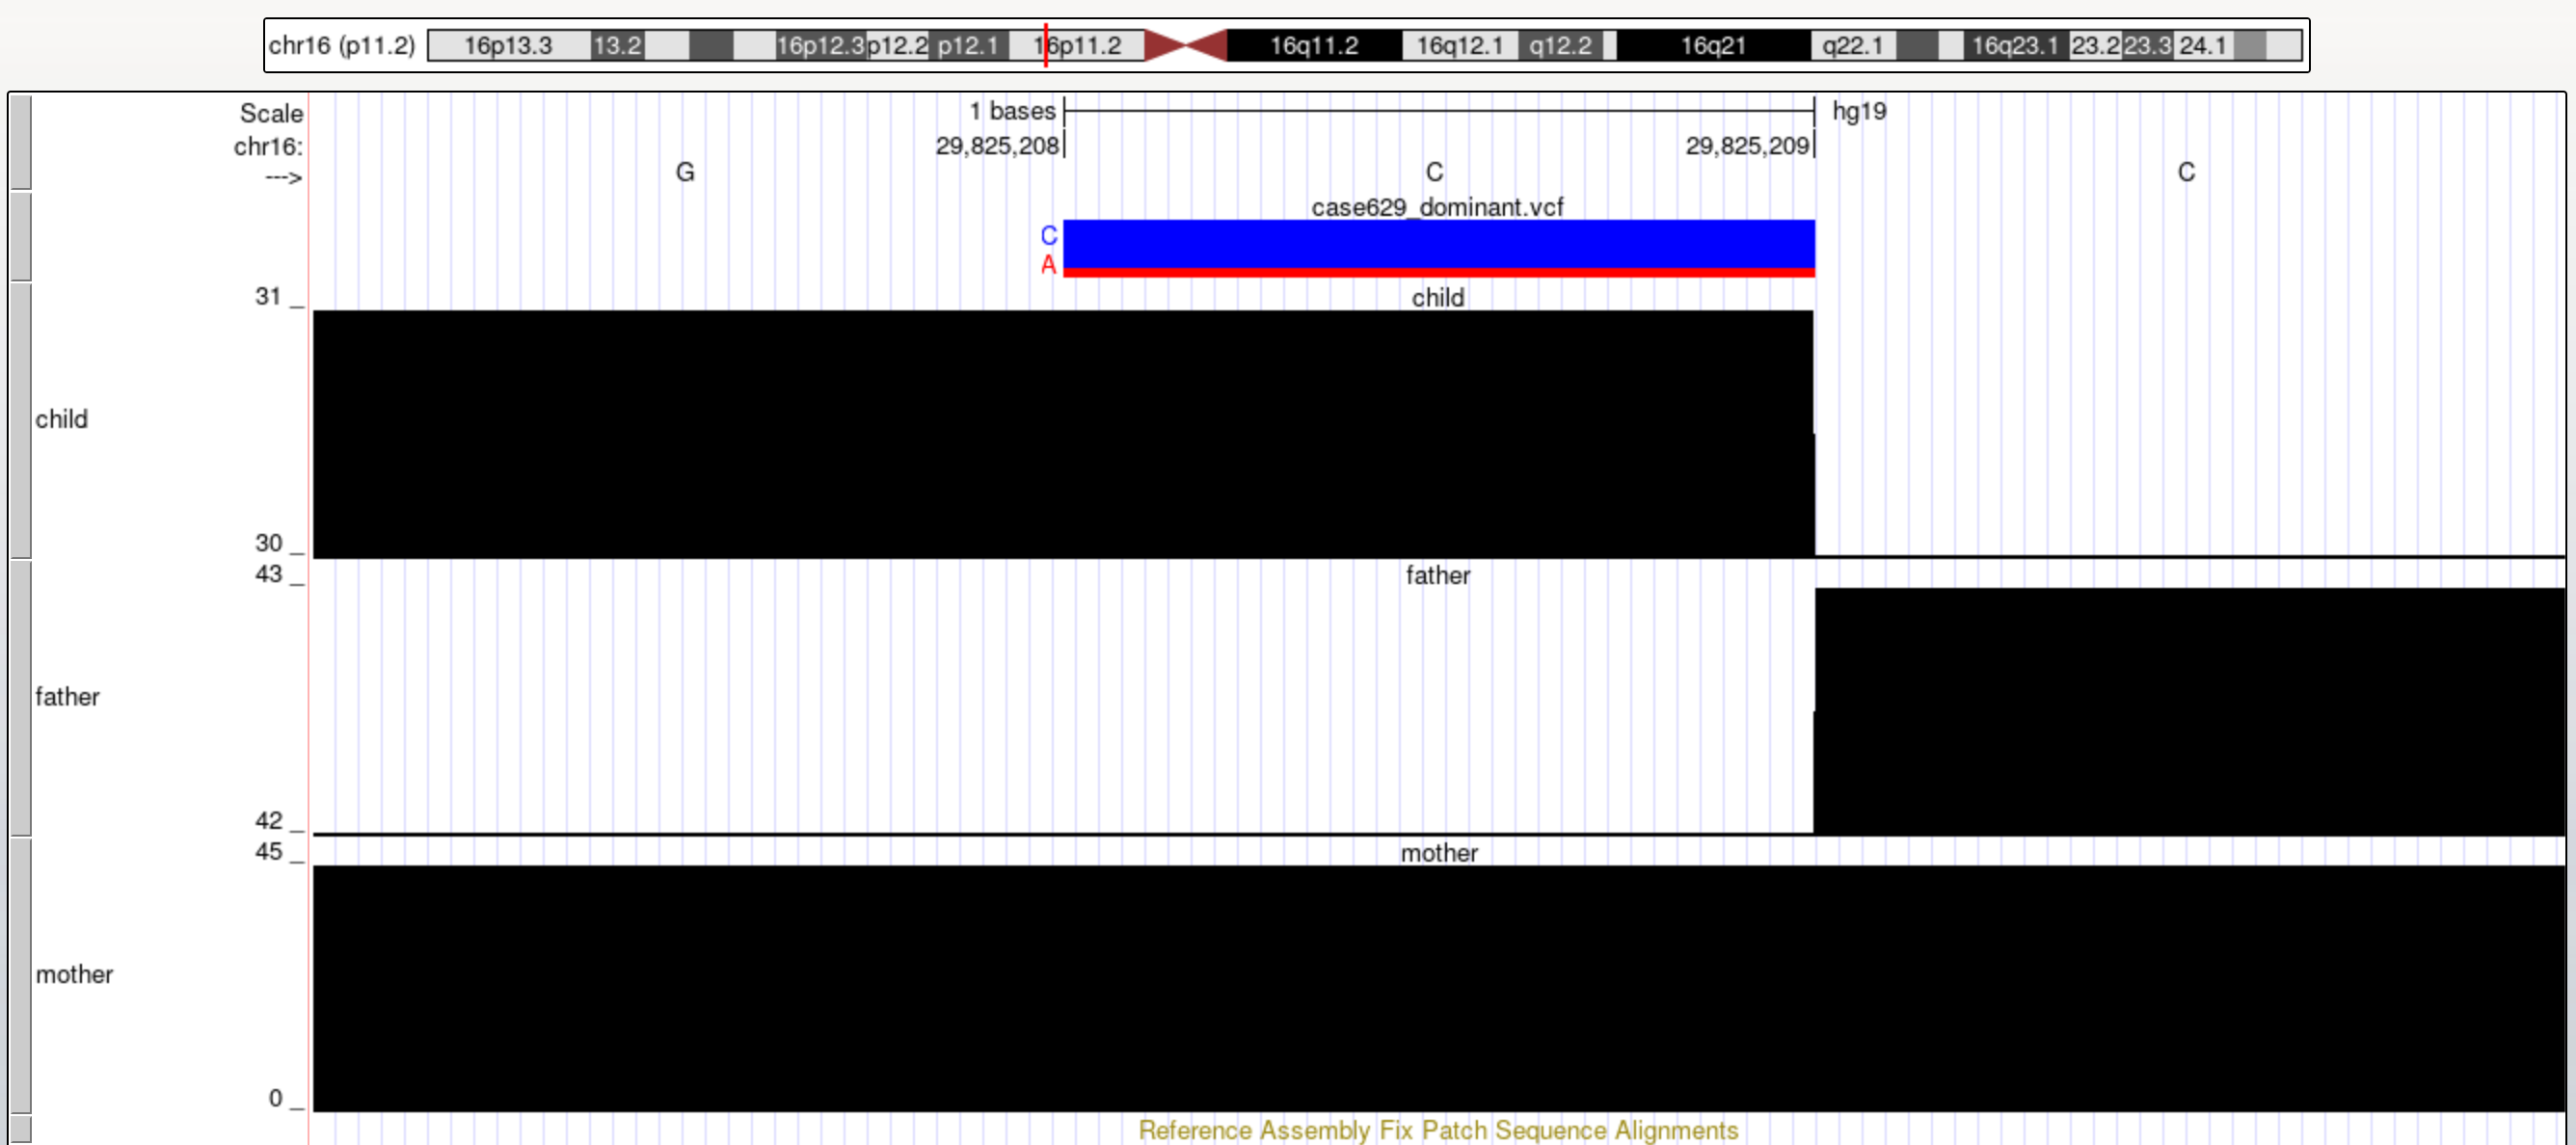 chr16 (p11.2) 16p13.3 13.2 16p12.3 p12.2 p12.1 16p11.2 16q11.2 16q12.1 q12.2 16q21 q22.1 16q23.1 23.2 23.3 24.1
Scale 1 bases hg19
chr16: 29,825,208 29,825,209
---> G C C
case629_dominant.vcf
C
A
31 _ child
child
30 _
43 _ father
father
42 _
45 _ mother
mother
0 _
Reference Assembly Fix Patch Sequence Alignments